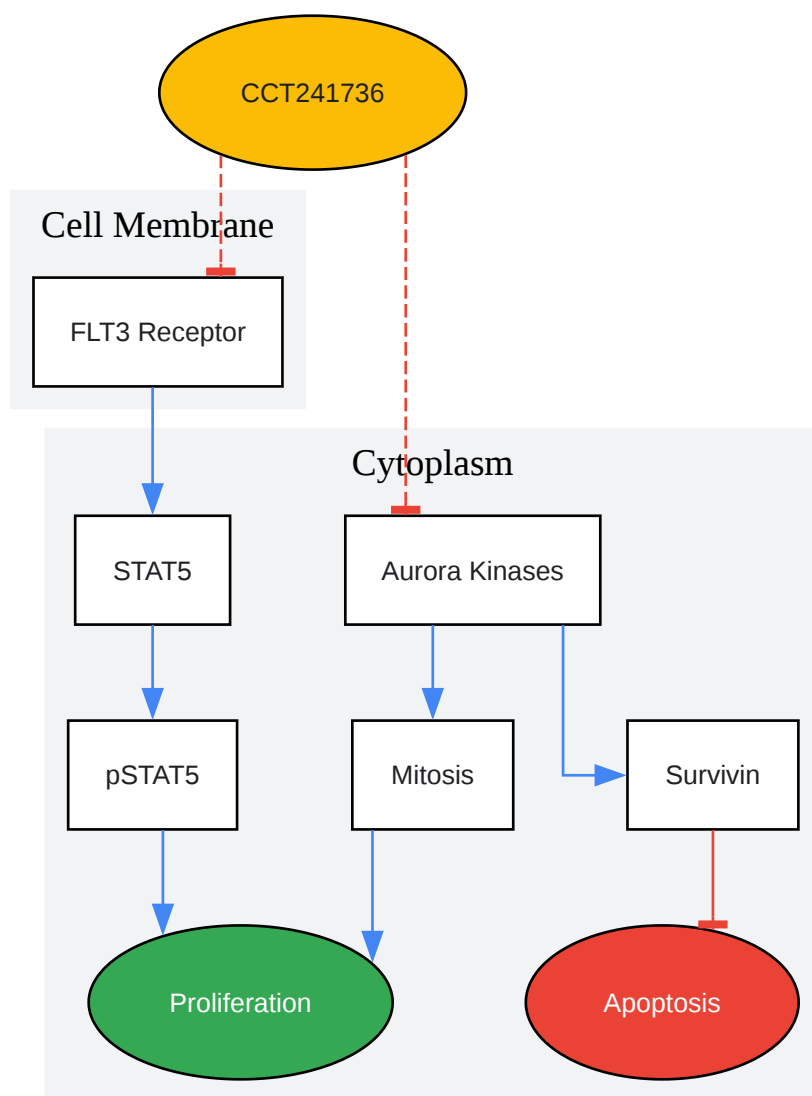 CCT241736
Cell Membrane
FLT3 Receptor
Cytoplasm
STAT5
Aurora Kinases
pSTAT5
Mitosis
Survivin
Proliferation
Apoptosis